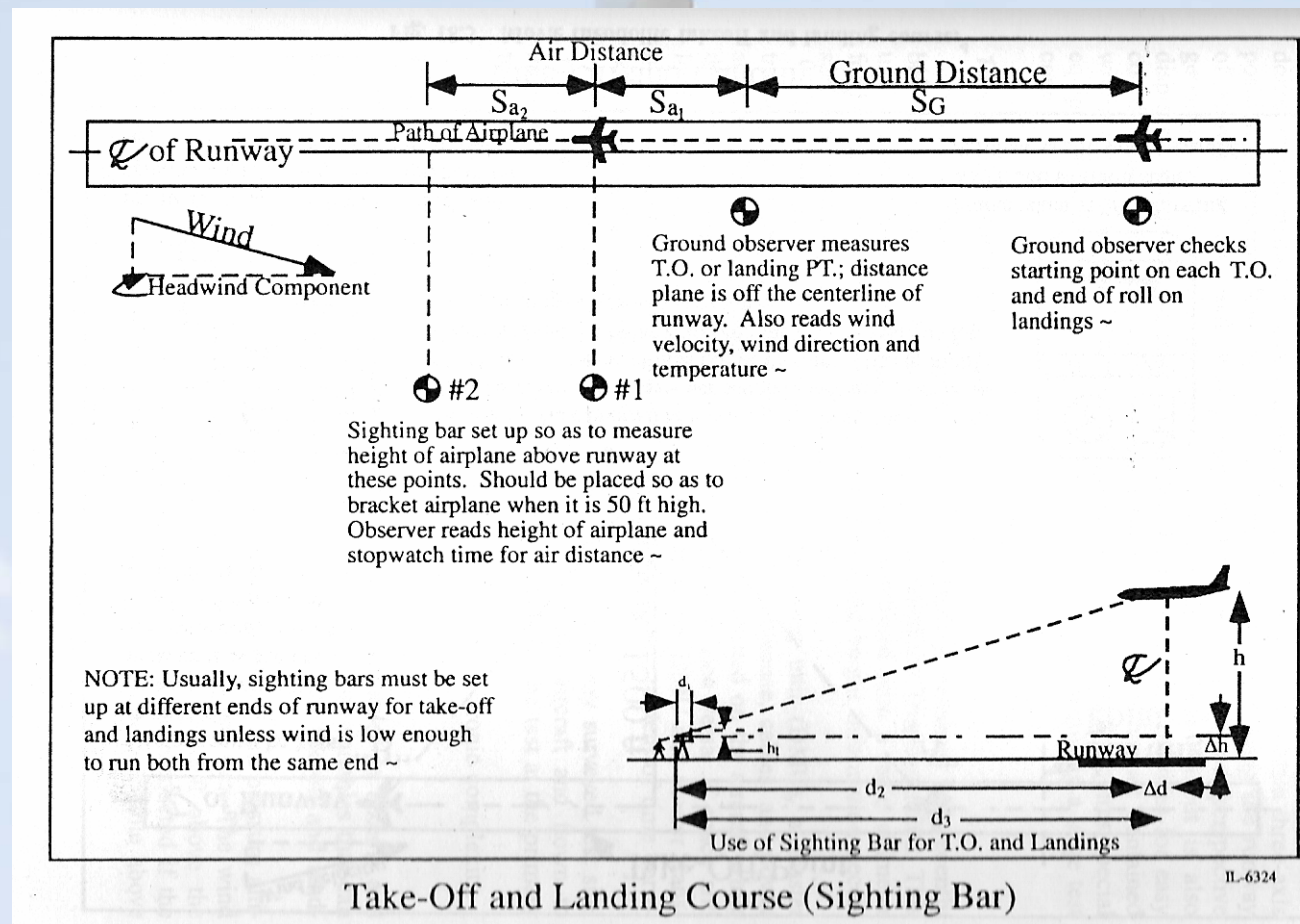 Air Distance
Ground Distance
Sa2
Sa1
SG
Path of Airplane
℄ of Runway
Wind
Headwind Component
Ground observer measures
T.O. or landing PT.; distance
plane is off the centerline of
runway. Also reads wind
velocity, wind direction and
temperature ~
Ground observer checks
starting point on each T.O.
and end of roll on
landings ~
#2
#1
Sighting bar set up so as to measure
height of airplane above runway at
these points. Should be placed so as to
bracket airplane when it is 50 ft high.
Observer reads height of airplane and
stopwatch time for air distance ~
NOTE: Usually, sighting bars must be set
up at different ends of runway for take-off
and landings unless wind is low enough
to run both from the same end ~
d1
℄
h
h1
Runway
Δh
d2
Δd
d3
Use of Sighting Bar for T.O. and Landings
IL-6324
Take-Off and Landing Course (Sighting Bar)